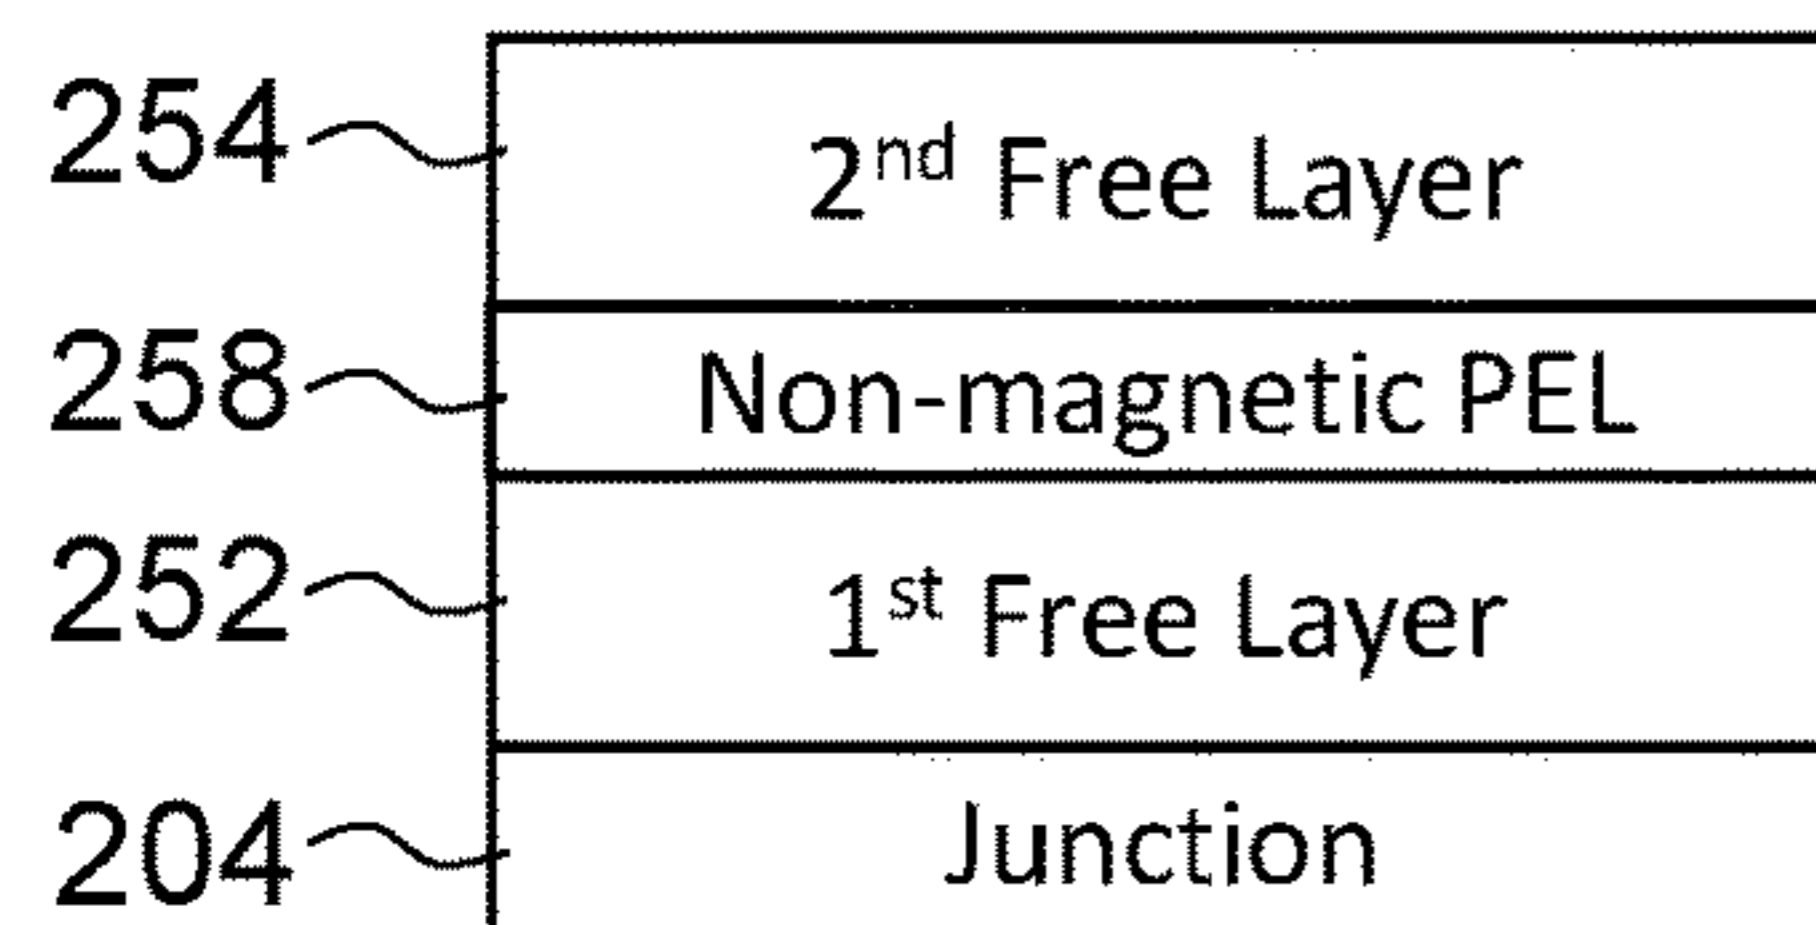 254 2nd Free Layer
258 Non-magnetic PEL
252 1st Free Layer
204 Junction